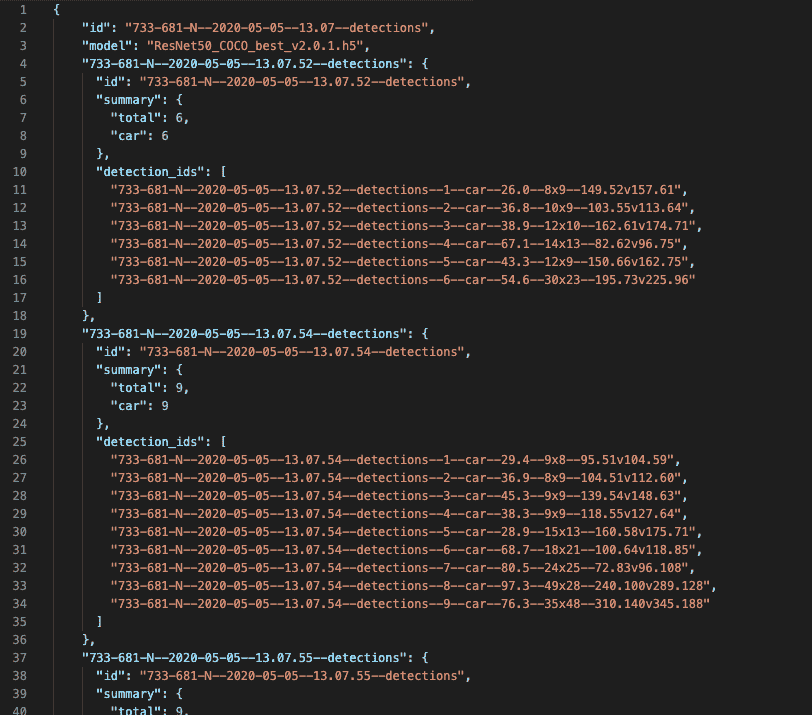 1 {
2 "id": "733-681-N--2020-05-05--13.07--detections",
3 "model": "ResNet50_COCO_best_v2.0.1.h5",
4 "733-681-N--2020-05-05--13.07.52--detections": {
5 "id": "733-681-N--2020-05-05--13.07.52--detections",
6 "summary": {
7 "total": 6,
8 "car": 6
9 },
10 "detection_ids": [
11 "733-681-N--2020-05-05--13.07.52--detections--1--car--26.0--8x9--149.52v157.61",
12 "733-681-N--2020-05-05--13.07.52--detections--2--car--36.8--10x9--103.55v113.64",
13 "733-681-N--2020-05-05--13.07.52--detections--3--car--38.9--12x10--162.61v174.71",
14 "733-681-N--2020-05-05--13.07.52--detections--4--car--67.1--14x13--82.62v96.75",
15 "733-681-N--2020-05-05--13.07.52--detections--5--car--43.3--12x9--150.66v162.75",
16 "733-681-N--2020-05-05--13.07.52--detections--6--car--54.6--30x23--195.73v225.96"
17 ]
18 },
19 "733-681-N--2020-05-05--13.07.54--detections": {
20 "id": "733-681-N--2020-05-05--13.07.54--detections",
21 "summary": {
22 "total": 9,
23 "car": 9
24 },
25 "detection_ids": [
26 "733-681-N--2020-05-05--13.07.54--detections--1--car--29.4--9x8--95.51v104.59",
27 "733-681-N--2020-05-05--13.07.54--detections--2--car--36.9--8x9--104.51v112.60",
28 "733-681-N--2020-05-05--13.07.54--detections--3--car--45.3--9x9--139.54v148.63",
29 "733-681-N--2020-05-05--13.07.54--detections--4--car--38.3--9x9--118.55v127.64",
30 "733-681-N--2020-05-05--13.07.54--detections--5--car--28.9--15x13--160.58v175.71",
31 "733-681-N--2020-05-05--13.07.54--detections--6--car--68.7--18x21--100.64v118.85",
32 "733-681-N--2020-05-05--13.07.54--detections--7--car--80.5--24x25--72.83v96.108",
33 "733-681-N--2020-05-05--13.07.54--detections--8--car--97.3--49x28--240.100v289.128",
34 "733-681-N--2020-05-05--13.07.54--detections--9--car--76.3--35x48--310.140v345.188"
35 ]
36 },
37 "733-681-N--2020-05-05--13.07.55--detections": {
38 "id": "733-681-N--2020-05-05--13.07.55--detections",
39 "summary": {
40 "total": 9,